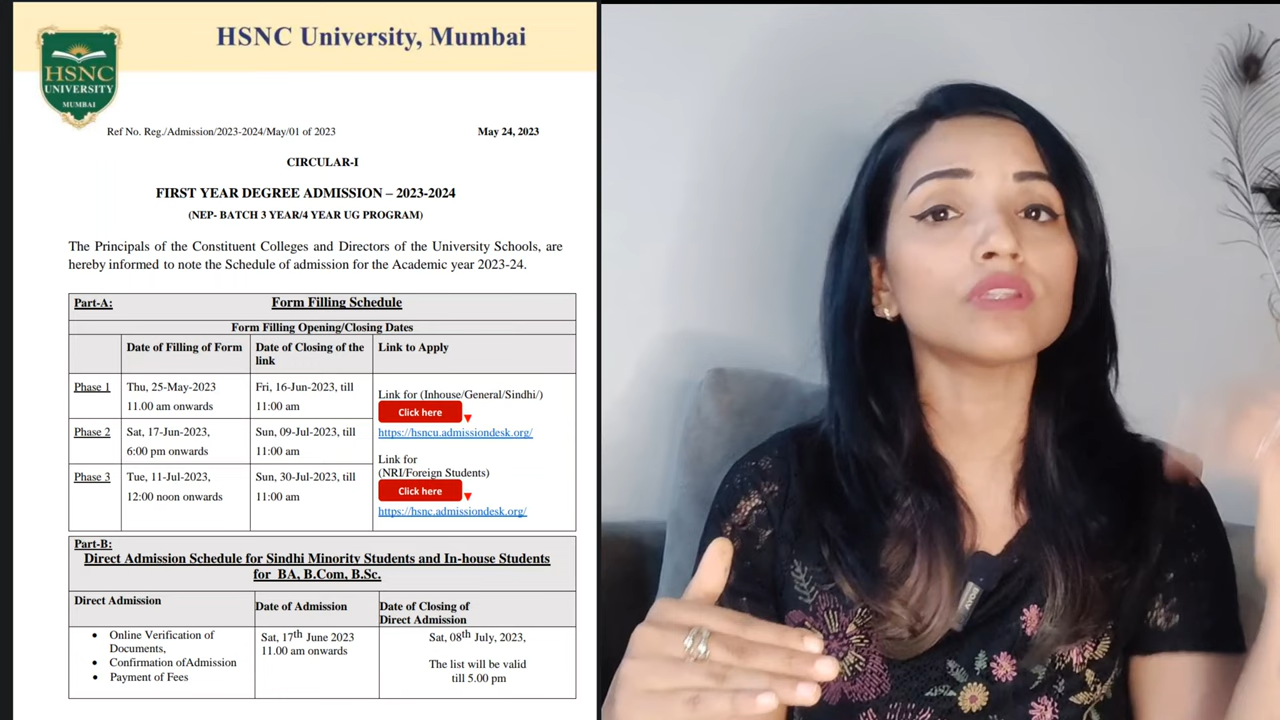 HSNC University, Mumbai
HSNC
UNIVERSITY
MUMBAI
Ref No. Reg./Admission/2023-2024/May/01 of 2023
May 24, 2023
CIRCULAR-I
FIRST YEAR DEGREE ADMISSION – 2023-2024
(NEP- BATCH 3 YEAR/4 YEAR UG PROGRAM)
The Principals of the Constituent Colleges and Directors of the University Schools, are
hereby informed to note the Schedule of admission for the Academic year 2023-24.
Part-A:
Form Filling Schedule
Form Filling Opening/Closing Dates
Date of Filling of Form
Date of Closing of the
link
Link to Apply
Phase 1
Thu, 25-May-2023
11.00 am onwards
Fri, 16-Jun-2023, till
11:00 am
Phase 2
Sat, 17-Jun-2023,
6:00 pm onwards
Sun, 09-Jul-2023, till
11:00 am
Phase 3
Tue, 11-Jul-2023,
12:00 noon onwards
Sun, 30-Jul-2023, till
11:00 am
Link for (Inhouse/General/Sindhi/)
Click here
https://hsncu.admissiondesk.org/
Link for
(NRI/Foreign Students)
Click here
https://hsnc.admissiondesk.org/
Part-B:
Direct Admission Schedule for Sindhi Minority Students and In-house Students
for BA, B.Com, B.Sc.
Direct Admission
Date of Admission
Date of Closing of
Direct Admission
Online Verification of
Documents,
Confirmation ofAdmission
Payment of Fees
Sat, 17th June 2023
11.00 am onwards
Sat, 08th July, 2023,
The list will be valid
till 5.00 pm